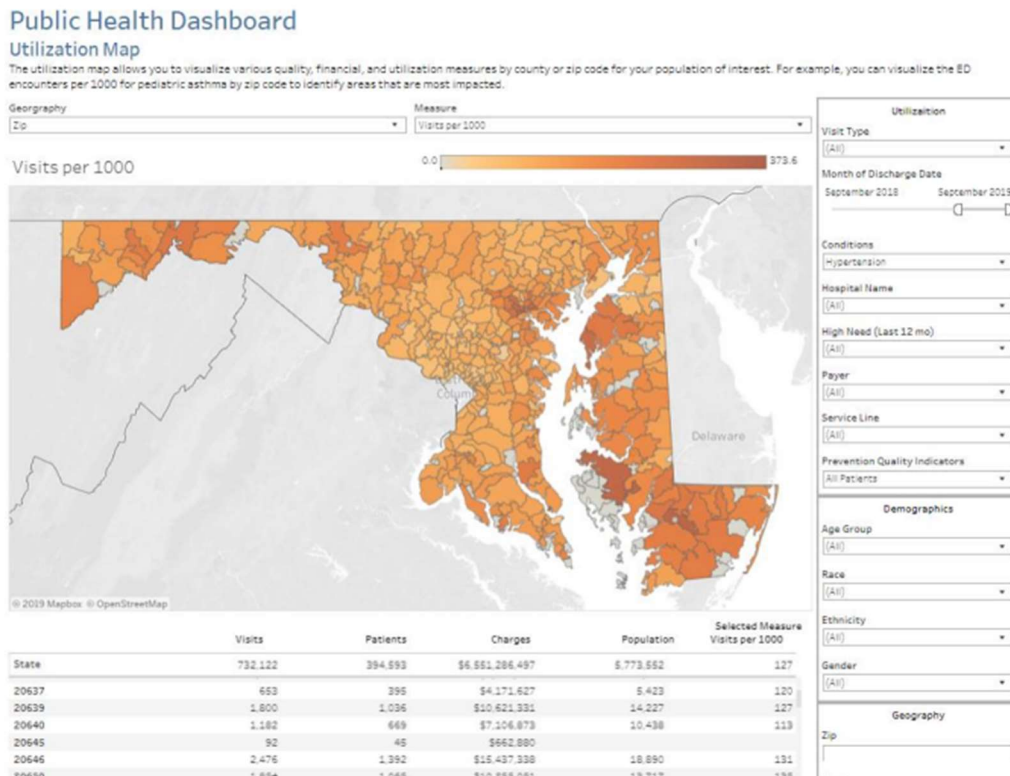 Public Health Dashboard
Utilization Map
The utilization map allows you to visualize various quality, financial, and utilization measures by county or zip code for your population of interest. For example, you can visualize the ED
encounters per 1000 for pediatric asthma by zip code to identify areas that are most impacted.
Georgraphy
Measure
Zip
Visits per 1000
Visits per 1000
0.0
373.6
Colum
Delaware
© 2019 Mapbox © OpenStreetMap
Visits Patients Charges Population Selected Measure
Visits per 1000
State 732,122 394,593 $6,551,286,497 5,773,552 127
20637 653 395 $4,171,627 5,423 120
20639 1,800 1,036 $10,621,331 14,227 127
20640 1,182 669 $7,106,873 10,438 113
20645 92 45 $662,880
20646 2,476 1,392 $15,437,338 18,890 131
Utilizaition
Visit Type
(All)
Month of Discharge Date
September 2018 September 2019
Conditions
Hypertension
Hospital Name
(All)
High Need (Last 12 mo)
(All)
Payer
(All)
Service Line
(All)
Prevention Quality Indicators
All Patients
Demographics
Age Group
(All)
Race
(All)
Ethnicity
(All)
Gender
(All)
Geography
Zip